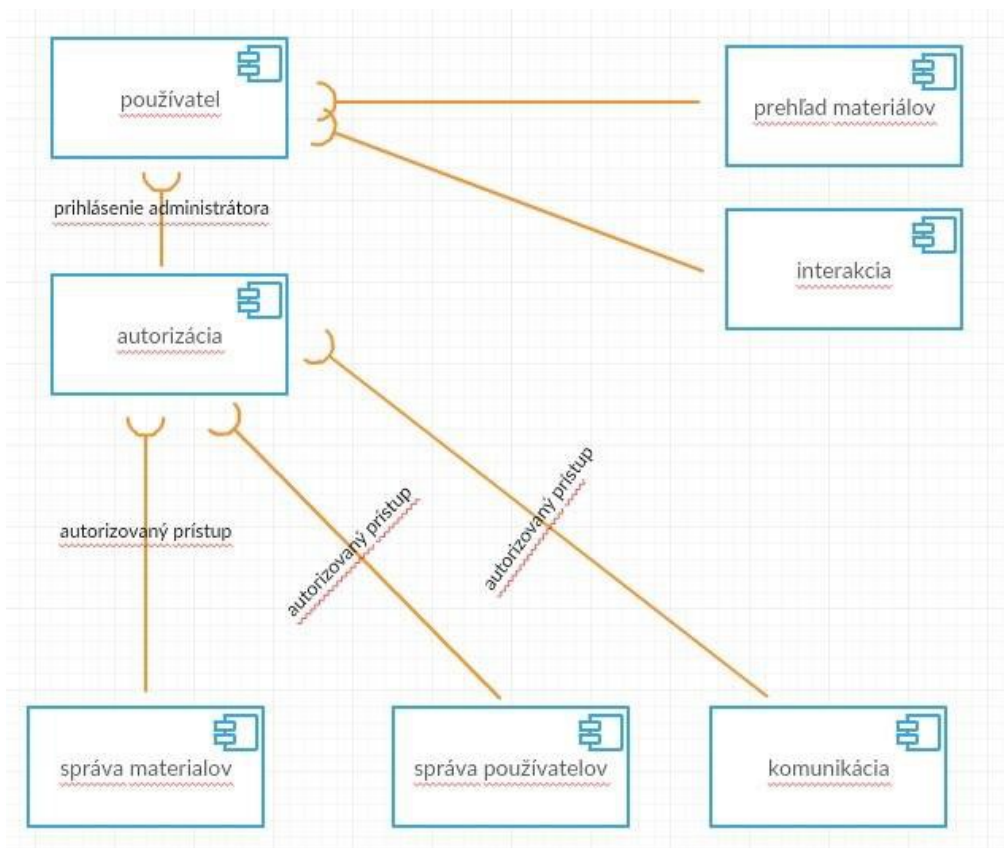 používatel
prehľad materiálov
prihlásenie administrátora
interakcia
autorizácia
autorizovaný prístup
autorizovaný prístup
autorizovaný prístup
správa materialov
správa používatelov
komunikácia